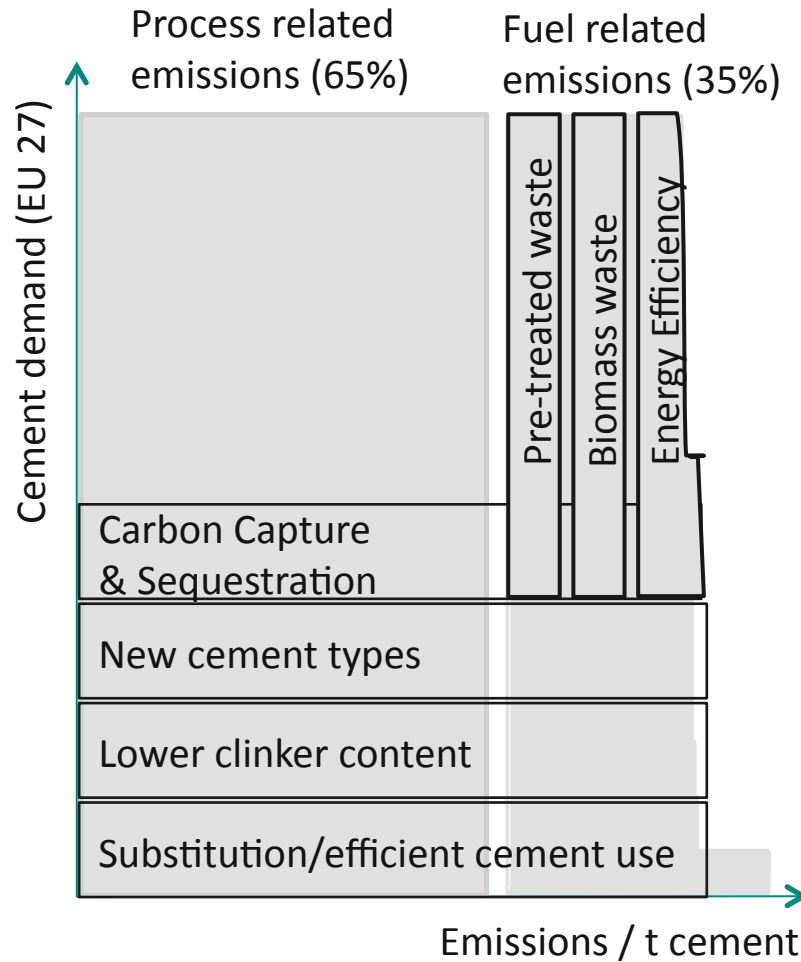 Process related
emissions (65%)
Fuel related
emissions (35%)
Cement demand (EU 27)
Pre-treated waste
Biomass waste
Energy Efficiency
Carbon Capture
& Sequestration
New cement types
Lower clinker content
Substitution/efficient cement use
Emissions / t cement